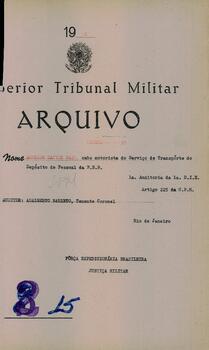 19
Superior Tribunal Militar
ARQUIVO
Nome cabo motorista do Serviço de Transporte do
Depósito de Pessoal da F.E.B.
1a. Auditoria da 1a. D.I.E.
Artigo 225 do C.P.M.
ADALBERTO BARRETO, Tenente Coronel
Rio de Janeiro
FÔRÇA EXPEDICIONÁRIA BRASILEIRA
JUSTIÇA MILITAR
8 15